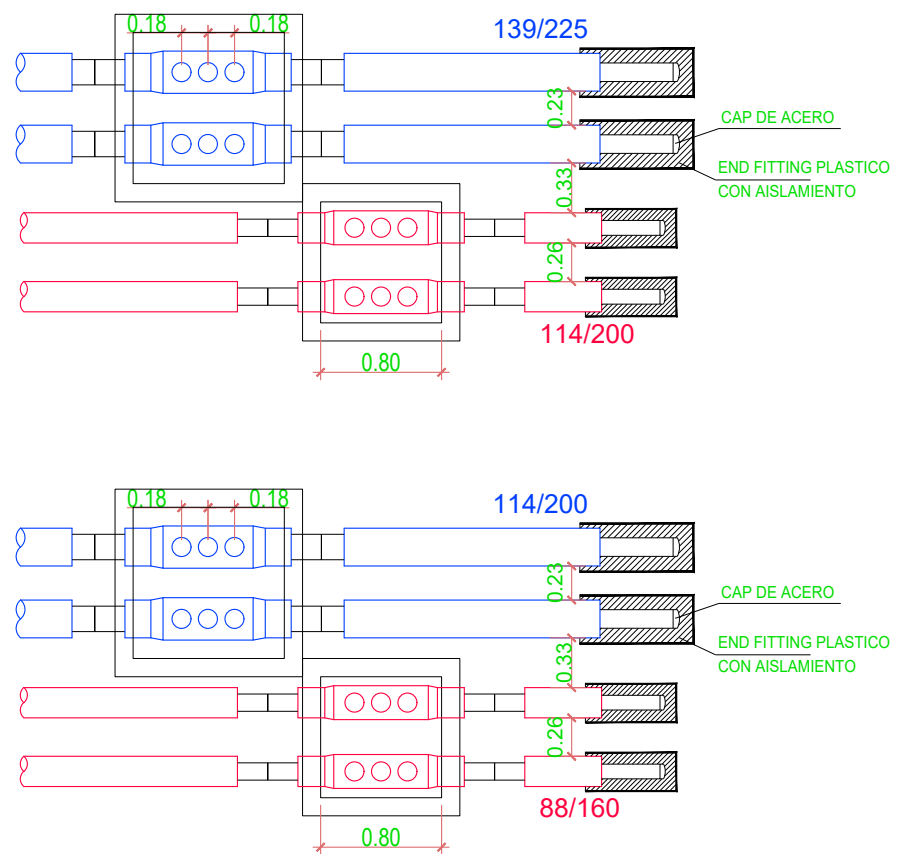 0.18
0.18
139/225
0.23
CAP DE ACERO
END FITTING PLASTICO
CON AISLAMIENTO
0.33
0.26
114/200
0.80
0.18
0.18
114/200
0.23
CAP DE ACERO
END FITTING PLASTICO
CON AISLAMIENTO
0.33
0.26
88/160
0.80